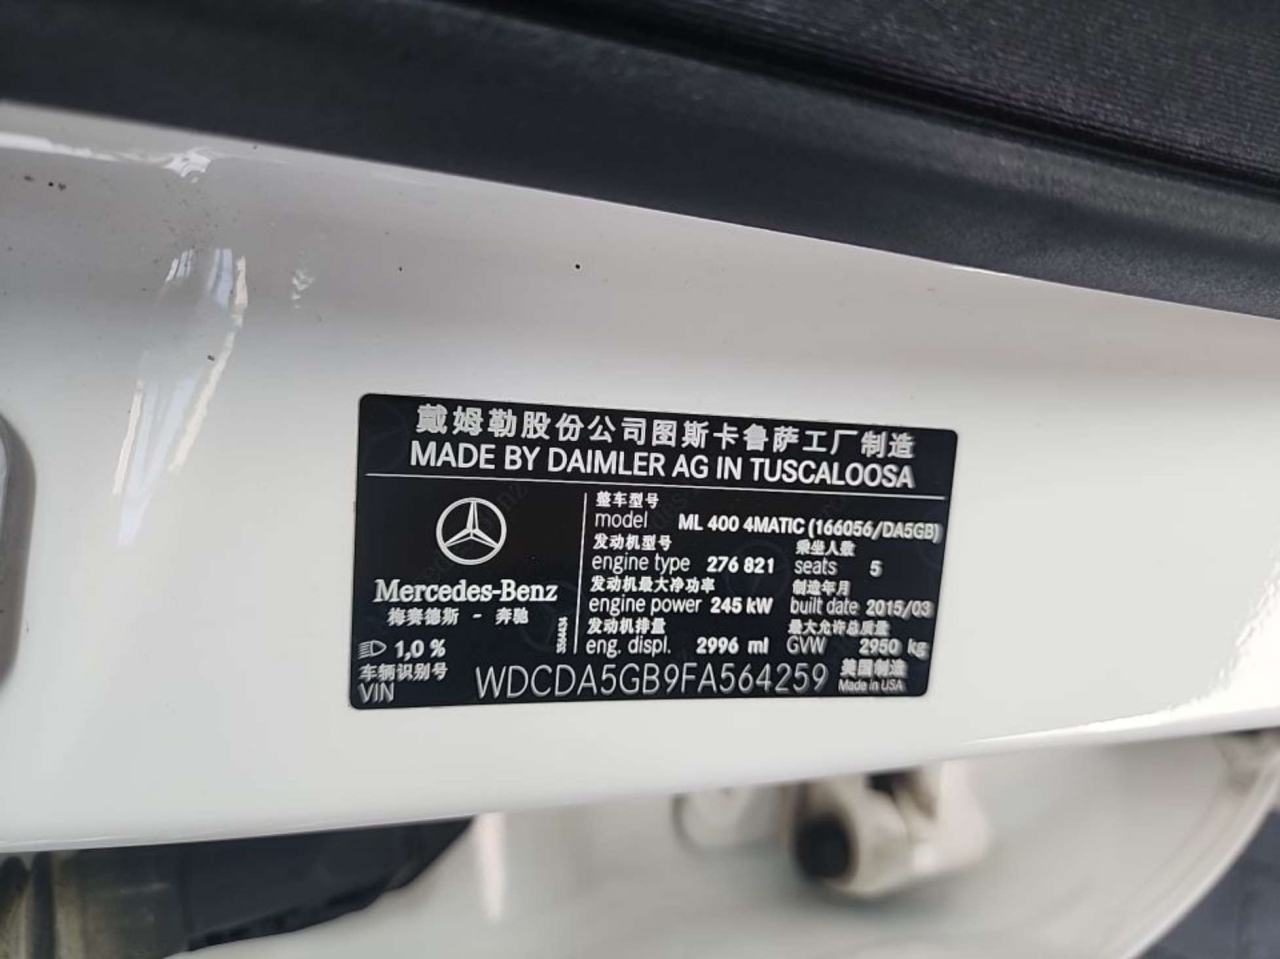 戴姆勒股份公司图斯卡鲁萨工厂制造
MADE BY DAIMLER AG IN TUSCALOOSA
Mercedes-Benz
梅赛德斯 - 奔驰
1,0 %
整车型号
model ML 400 4MATIC (166056/DA5GB)
发动机型号 乘坐人数
engine type 276 821 seats 5
发动机最大净功率 制造年月
engine power 245 kW built date 2015/03
发动机排量 最大允许总质量
eng. displ. 2996 ml GVW 2950 kg
车辆识别号 美国制造
VIN WDCDA5GB9FA564259 Made in USA